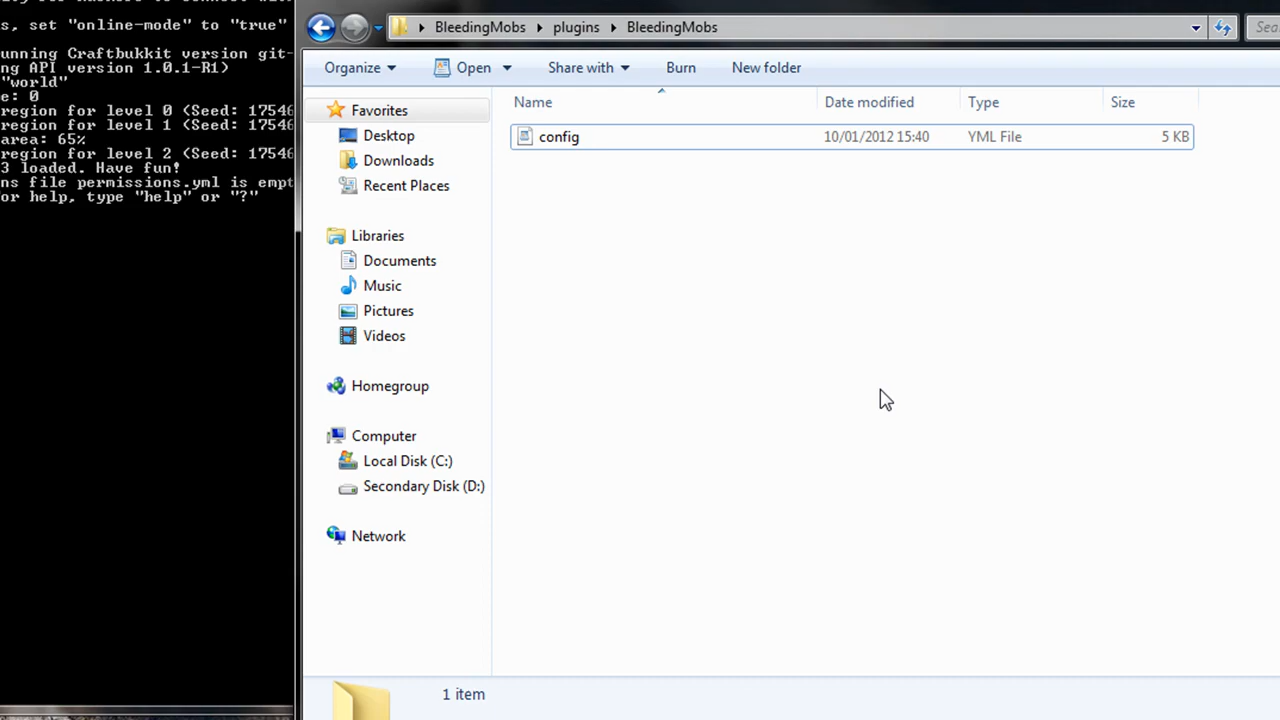 s, set "online-mode" to "true"
unning Craftbukkit version git-
ng API version 1.0.1-R1)
"world"
e: 0
region for level 0 (Seed: 17546
region for level 1 (Seed: 17546
area: 65%
region for level 2 (Seed: 17546
3 loaded. Have fun!
ns file permissions.yml is empt
or help, type "help" or "?"
BleedingMobs
plugins
BleedingMobs
Sea
Organize
Open
Share with
Burn
New folder
Name
Date modified
Type
Size
config
10/01/2012 15:40
YML File
5 KB
Favorites
Desktop
Downloads
Recent Places
Libraries
Documents
Music
Pictures
Videos
Homegroup
Computer
Local Disk (C:)
Secondary Disk (D:)
Network
1 item